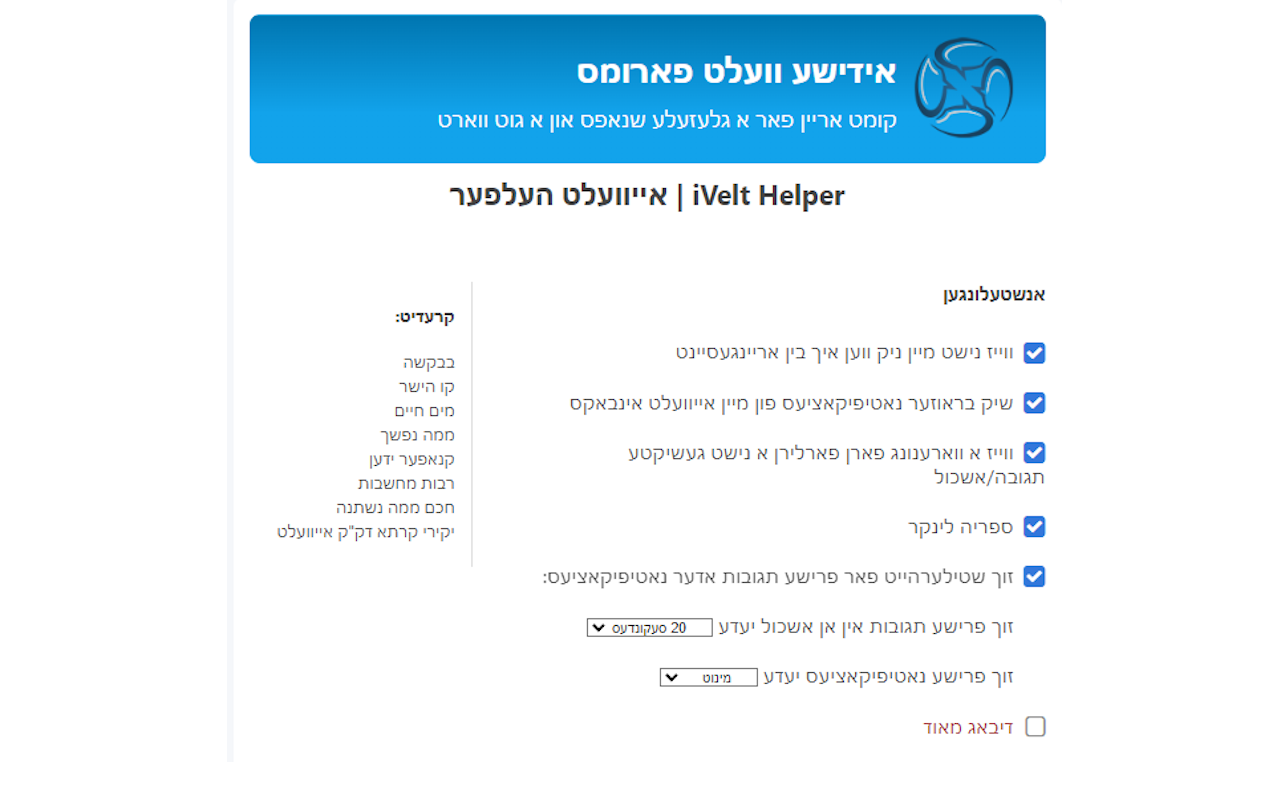 אידישע וועלט פארומס
קומט אריין פאר א גלעזעלע שנאפס און א גוט ווארט
iVelt Helper | אייוועלט העלפער
אנשטעלונגען
ווייז נישט מיין ניק ווען איך בין אריינגעסיינט
שיק בראוזער נאטיפיקאציעס פון מיין אייוועלט אינבאקס
ווייז א ווארענונג פארן פארלירן א נישט געשיקטע
תגובה/אשכול
ספריה לינקר
זוך שטילערהייט פאר פרישע תגובות אדער נאטיפיקאציעס:
זוך פרישע תגובות אין אן אשכול יעדע 20 סעקונדעס
זוך פרישע נאטיפיקאציעס יעדע מינוט
דיבאג מאוד
קרעדיט:
בבקשה
קו הישר
מים חיים
ממה נפשך
קנאפער ידען
רבות מחשבות
חכם ממה נשתנה
יקירי קרתא דק"ק אייוועלט